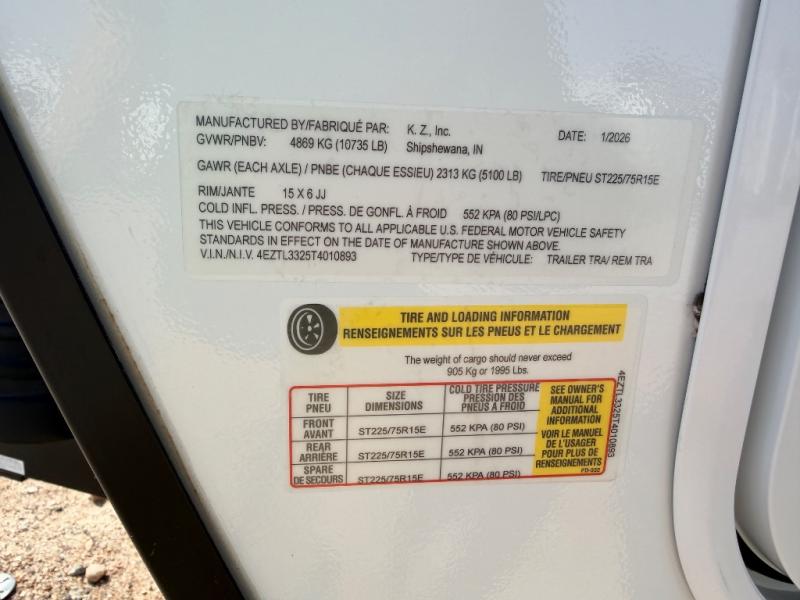 MANUFACTURED BY/FABRIQUÉ PAR: K. Z., Inc. DATE: 1/2026
GVWR/PNBV: 4869 KG (10735 LB) Shipshewana, IN
GAWR (EACH AXLE) / PNBE (CHAQUE ESSIEU) 2313 KG (5100 LB) TIRE/PNEU ST225/75R15E
RIM/JANTE 15 X 6 JJ
COLD INFL. PRESS. / PRESS. DE GONFL. À FROID 552 KPA (80 PSI/LPC)
THIS VEHICLE CONFORMS TO ALL APPLICABLE U.S. FEDERAL MOTOR VEHICLE SAFETY
STANDARDS IN EFFECT ON THE DATE OF MANUFACTURE SHOWN ABOVE.
V.I.N./N.I.V. 4EZTL3325T4010893 TYPE/TYPE DE VÉHICULE: TRAILER TRA/ REM TRA
TIRE AND LOADING INFORMATION
RENSEIGNEMENTS SUR LES PNEUS ET LE CHARGEMENT
The weight of cargo should never exceed
905 Kg or 1995 Lbs.
TIRE
PNEU
SIZE
DIMENSIONS
COLD TIRE PRESSURE
PRESSION DES
PNEUS A FROID
FRONT
AVANT
ST225/75R15E
552 KPA (80 PSI)
REAR
ARRIÈRE
ST225/75R15E
552 KPA (80 PSI)
SPARE
DE SECOURS
ST225/75R15E
552 KPA (80 PSI)
SEE OWNER'S
MANUAL FOR
ADDITIONAL
INFORMATION
VOIR LE MANUEL
DE L'USAGER
POUR PLUS DE
RENSEIGNEMENTS
4EZTL3325T4010893